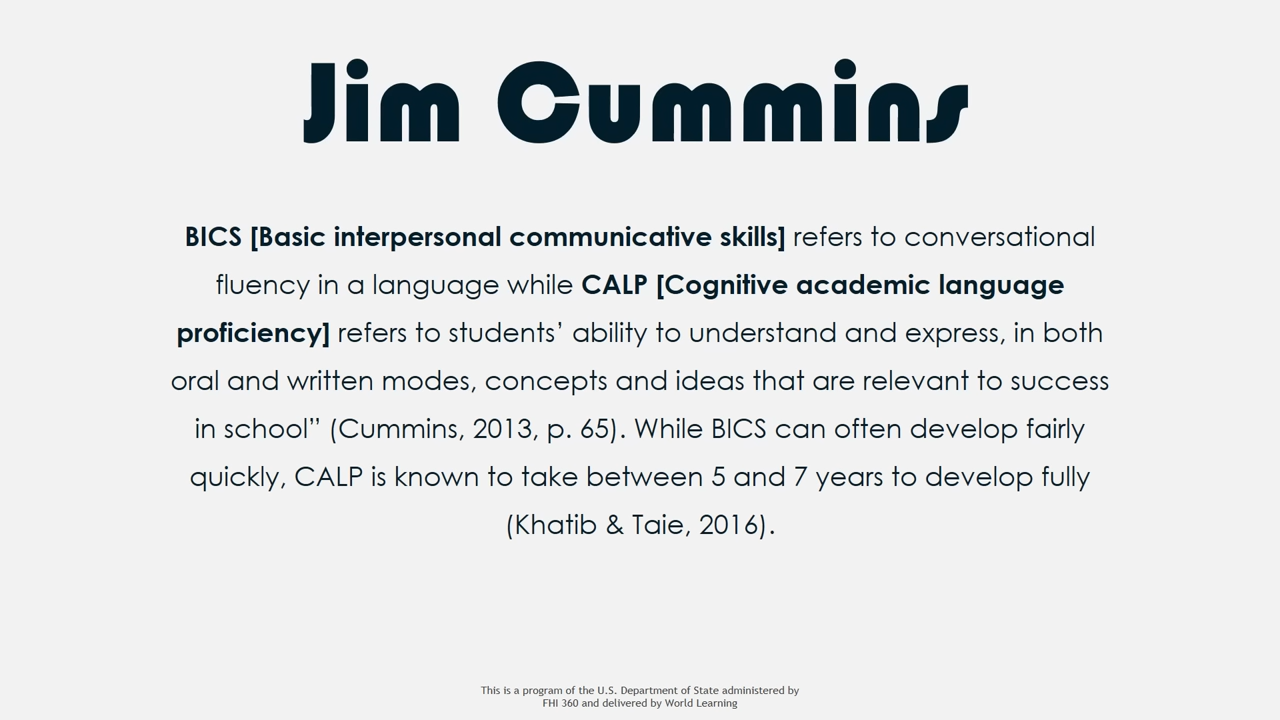 Jim Cummins
BICS [Basic interpersonal communicative skills] refers to conversational
fluency in a language while CALP [Cognitive academic language
proficiency] refers to students’ ability to understand and express, in both
oral and written modes, concepts and ideas that are relevant to success
in school” (Cummins, 2013, p. 65). While BICS can often develop fairly
quickly, CALP is known to take between 5 and 7 years to develop fully
(Khatib & Taie, 2016).
This is a program of the U.S. Department of State administered by
FHI 360 and delivered by World Learning